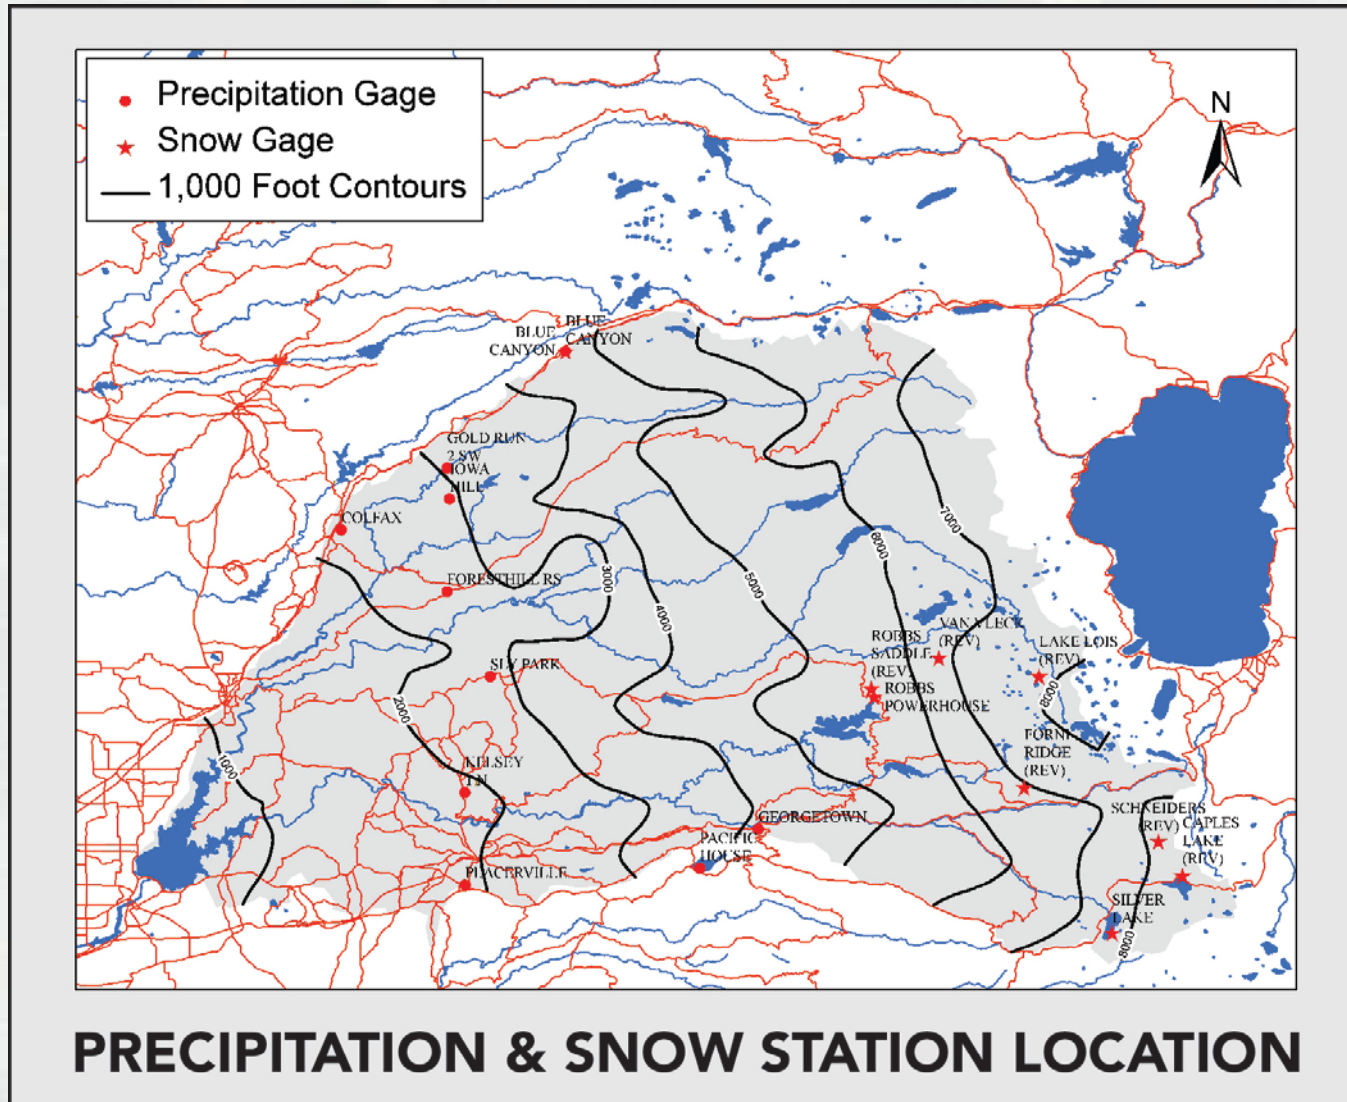 Precipitation Gage
Snow Gage
1,000 Foot Contours
N
BLUE
CANYON
BLUE
CANYON
GOLD RUN
2 SW
IOWA
HILL
COLFAX
FORESTHILL RS
3000
4000
5000
6000
7000
SLY PARK
2000
1000
KELSEY
1 N
PLACERVILLE
PACIFIC
HOUSE
GEORGETOWN
ROBBS
SADDLE
(REV)
ROBBS
POWERHOUSE
VAN VLECK
(REV)
LAKE LOIS
(REV)
8000
FORNI
RIDGE
(REV)
SCHNEIDERS
(REV)
CAPLES
LAKE
(REV)
SILVER
LAKE
8000
PRECIPITATION & SNOW STATION LOCATION